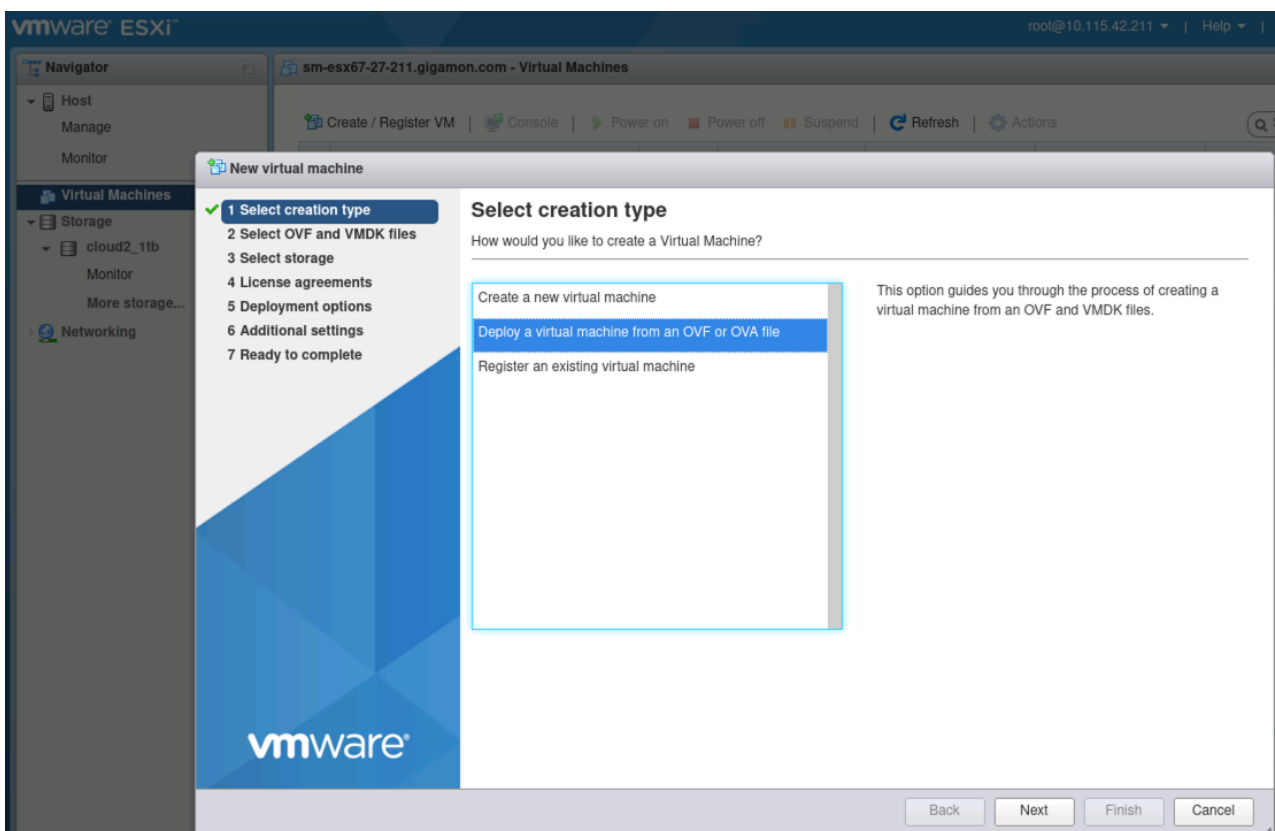 vmware ESXi™
root@10.115.42.211 | Help |
Navigator
sm-esx67-27-211.gigamon.com - Virtual Machines
Host
Manage
Monitor
Create / Register VM | Console | Power on Power off Suspend | Refresh | Actions
Virtual Machines
Storage
cloud2_1tb
Monitor
More storage...
Networking
New virtual machine
1 Select creation type
2 Select OVF and VMDK files
3 Select storage
4 License agreements
5 Deployment options
6 Additional settings
7 Ready to complete
vmware®
Select creation type
How would you like to create a Virtual Machine?
Create a new virtual machine
Deploy a virtual machine from an OVF or OVA file
Register an existing virtual machine
This option guides you through the process of creating a
virtual machine from an OVF and VMDK files.
Back Next Finish Cancel